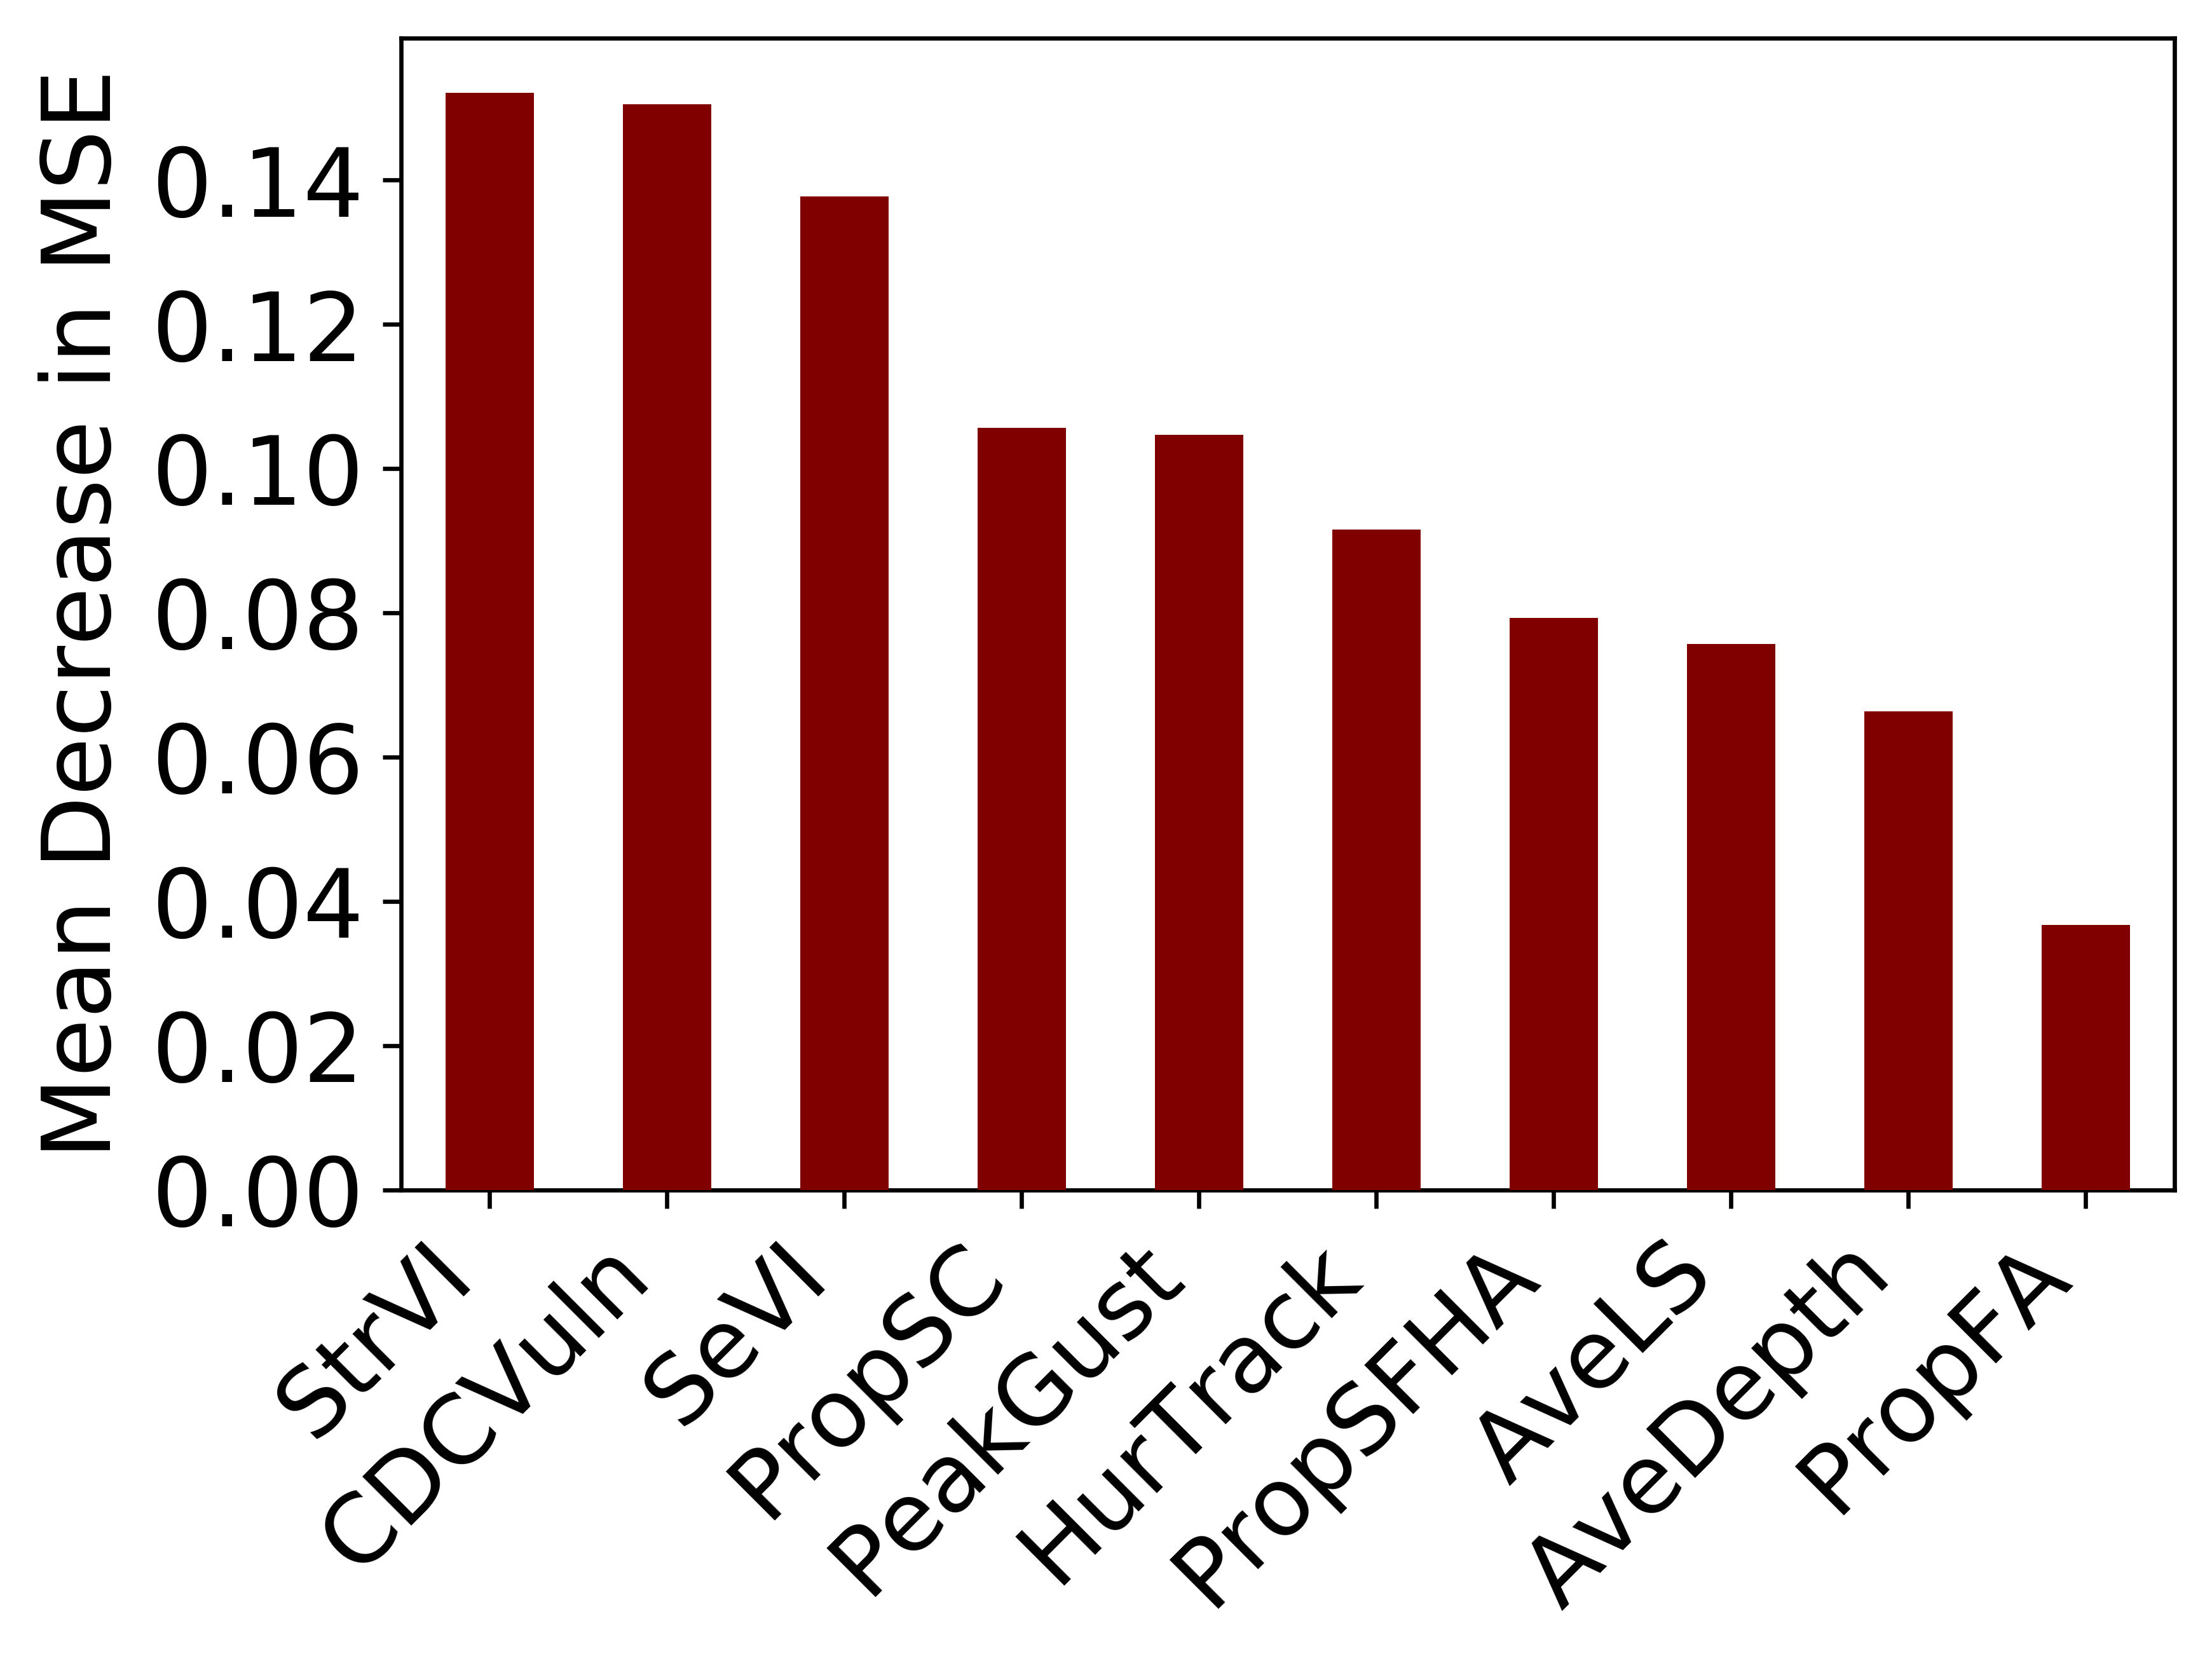 Mean Decrease in MSE
0.14
0.12
0.10
0.08
0.06
0.04
0.02
0.00
StrVI
CDCVuln
SeVI
PropSC
PeakGust
HurTrack
PropSFHA
AveLS
AveDepth
PropFA